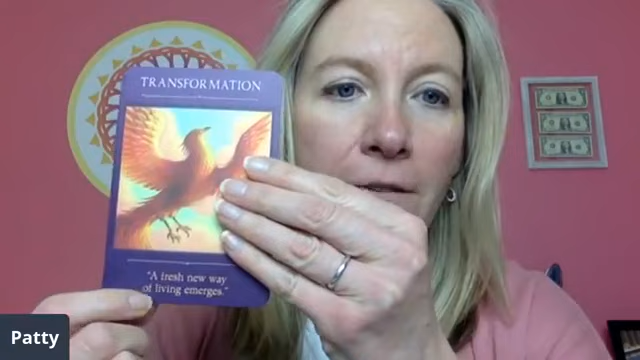 TRANSFORMATION
"A fresh new way
of living emerges."
Patty